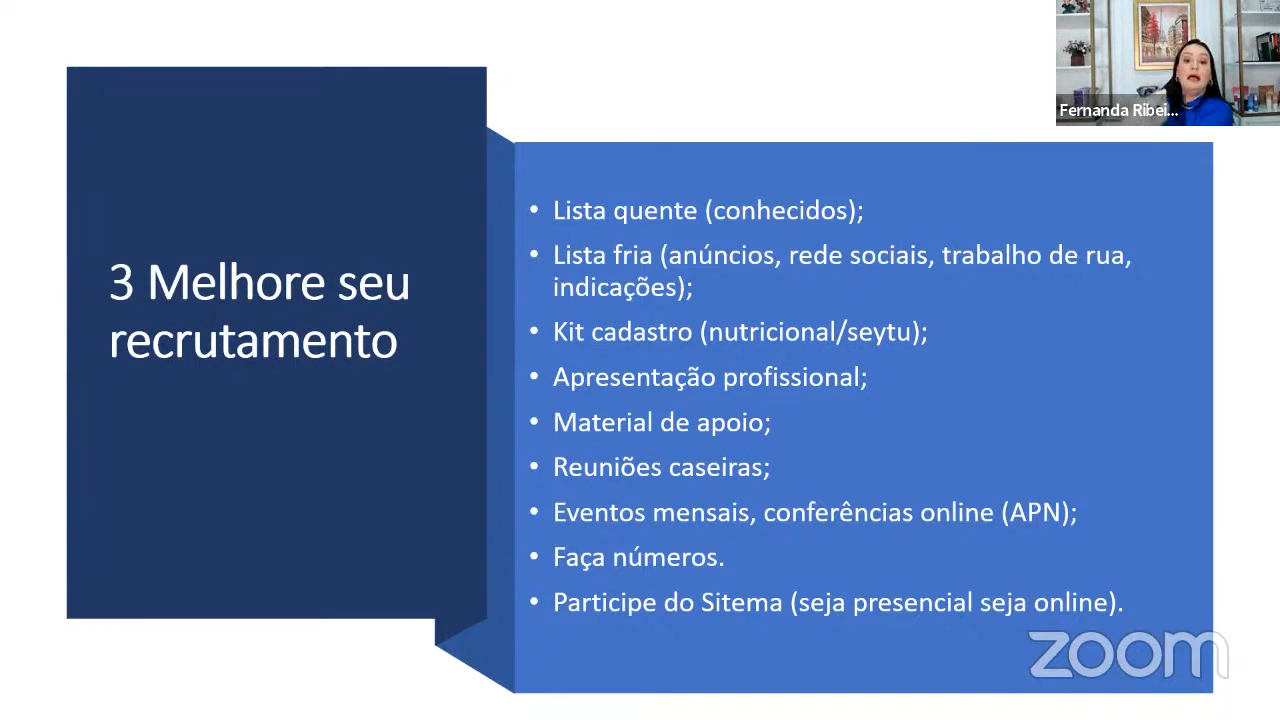 Fernanda Ribei...
3 Melhore seu
recrutamento
• Lista quente (conhecidos);
• Lista fria (anúncios, rede sociais, trabalho de rua,
indicações);
• Kit cadastro (nutricional/seytu);
• Apresentação profissional;
• Material de apoio;
• Reuniões caseiras;
• Eventos mensais, conferências online (APN);
• Faça números.
• Participe do Sitema (seja presencial seja online).
zoom